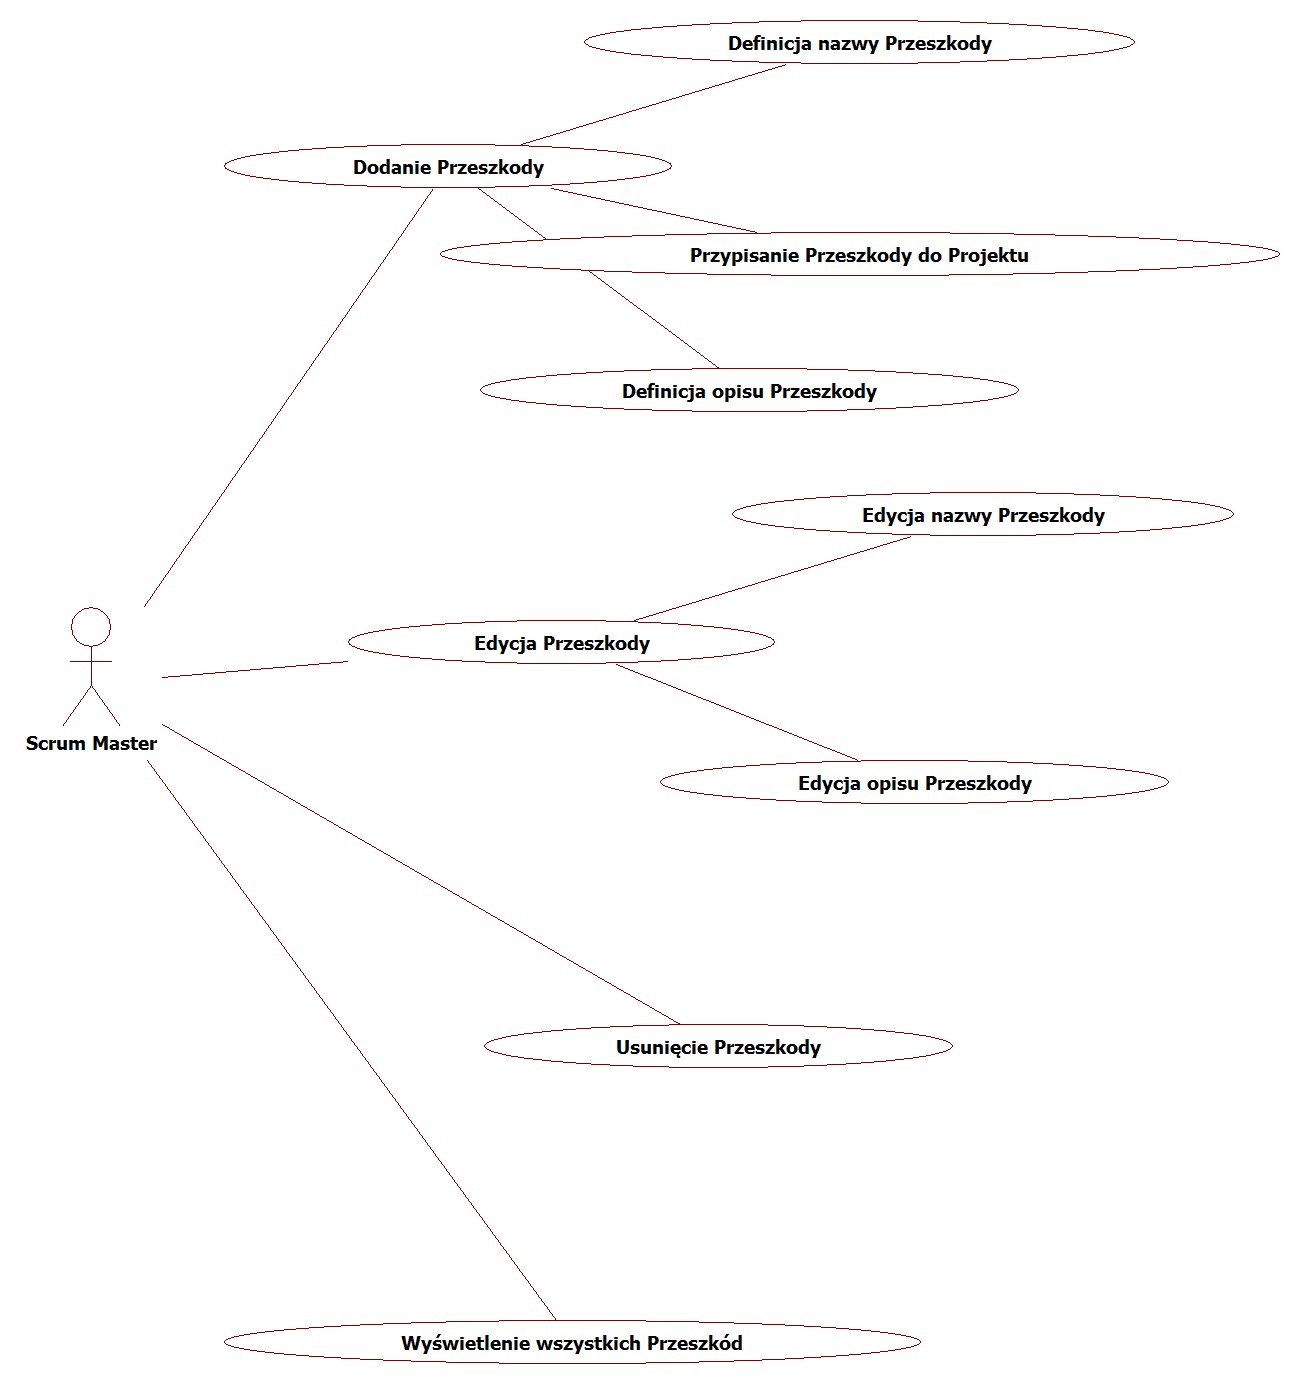 Definicja nazwy Przeszkody
Dodanie Przeszkody
Przypisanie Przeszkody do Projektu
Definicja opisu Przeszkody
Edycja nazwy Przeszkody
Edycja Przeszkody
Scrum Master
Edycja opisu Przeszkody
Usunięcie Przeszkody
Wyświetlenie wszystkich Przeszkód